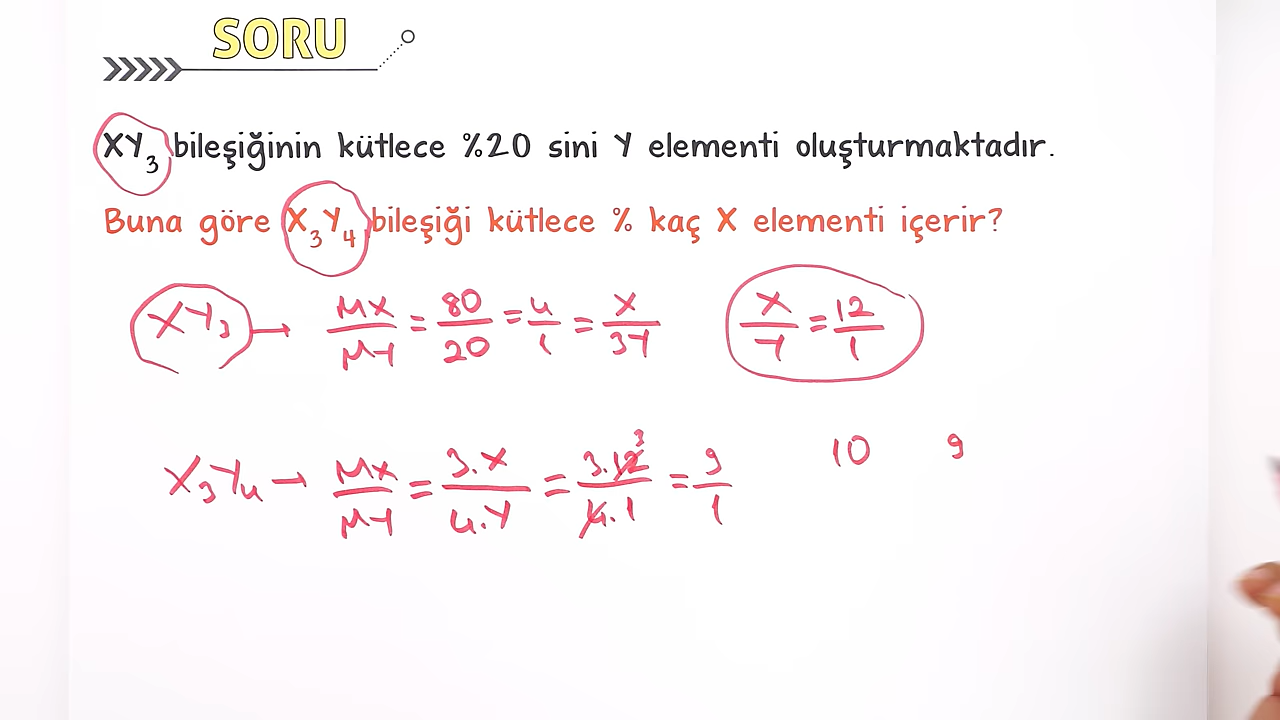 SORU
XY₃ bileşiğinin kütlece %20 sini Y elementi oluşturmaktadır.
Buna göre X₃Y₄ bileşiği kütlece % kaç X elementi içerir?
XY₃ → MX/MY = 80/20 = 4/1 = X/3Y X/Y = 12/1
X₃Y₄ → MX/MY = 3.X/4.Y = 3.12/4.1 3 = 9/1 10 9